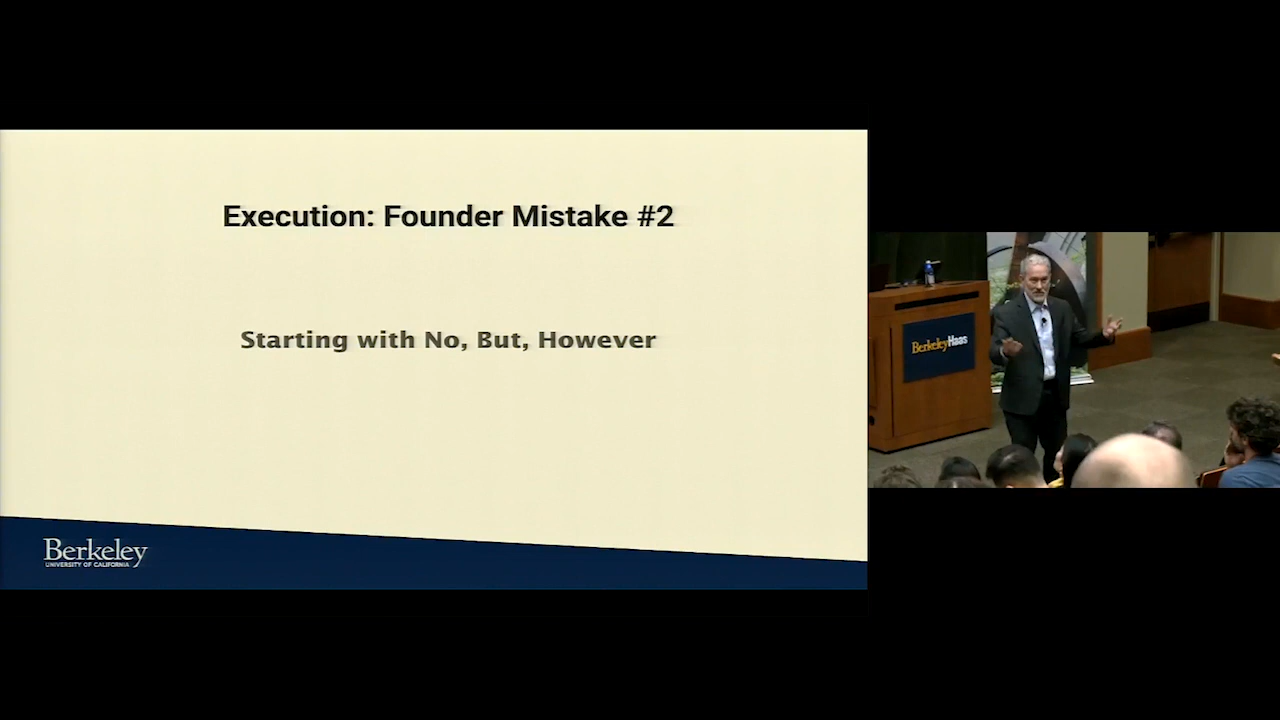 Execution: Founder Mistake #2
Starting with No, But, However
Berkeley
UNIVERSITY OF CALIFORNIA
BerkeleyHaas